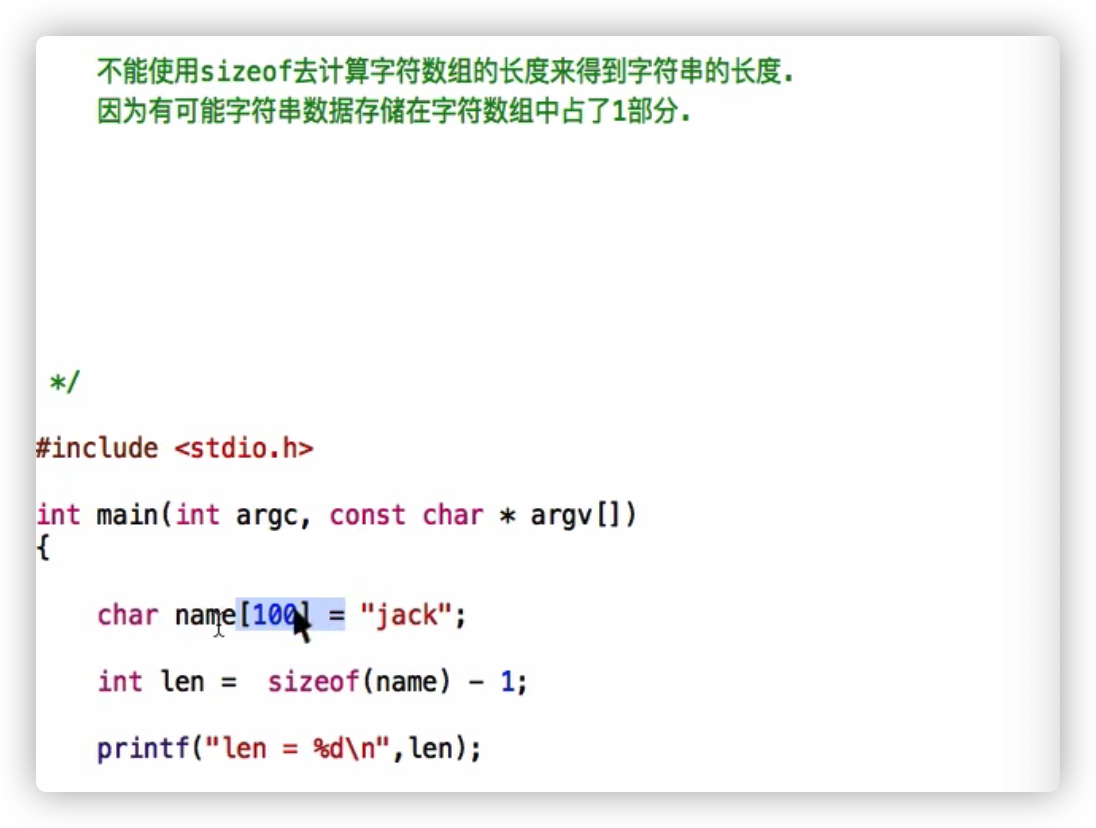 不能使用sizeof去计算字符数组的长度来得到字符串的长度.
因为有可能字符串数据存储在字符数组中占了1部分.
*/
#include <stdio.h>
int main(int argc, const char * argv[])
{
char name[100] = "jack";
int len =  sizeof(name) - 1;
printf("len = %d\n",len);